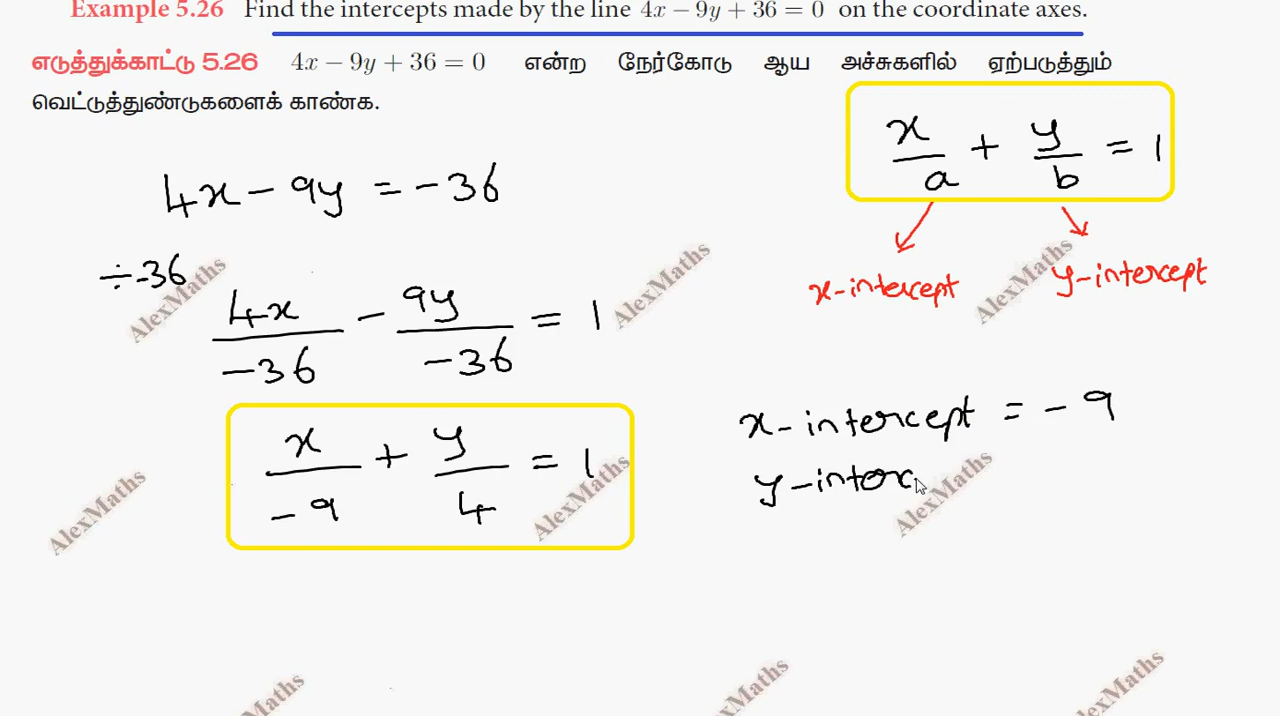 Example 5.26 Find the intercepts made by the line 4x − 9y + 36 = 0 on the coordinate axes.
எடுத்துக்காட்டு 5.26 4x − 9y + 36 = 0 என்ற நேர்கோடு ஆய அச்சுகளில் ஏற்படுத்தும்
வெட்டுத்துண்டுகளைக் காண்க.
x/a + y/b = 1
x-intercept y-intercept
4x − 9y = −36
÷ -36
4x/−36 − 9y/−36 = 1
x/−9 + y/4 = 1
x-intercept = −9
y-interc
AlexMaths
AlexMaths
AlexMaths
AlexMaths
AlexMaths
AlexMaths
AlexMaths
AlexMaths
AlexMaths